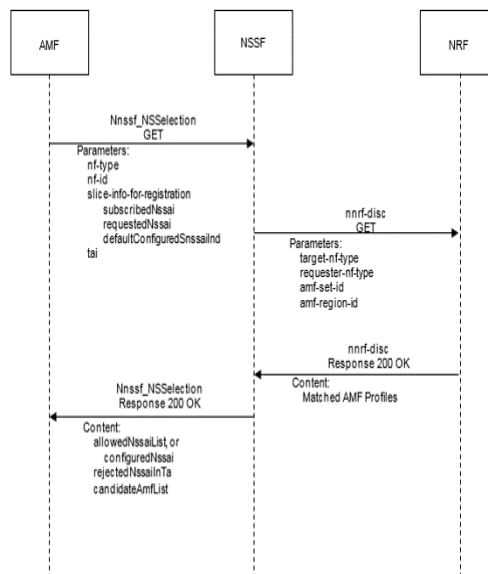 AMF
NSSF
NRF
Nnssf_NSSelection
GET
Parameters:
nf-type
nf-id
slice-info-for-registration
subscribedNssai
requestedNssai
defaultConfiguredSnssaiInd
tai
nnrf-disc
GET
Parameters:
target-nf-type
requester-nf-type
amf-set-id
amf-region-id
nnrf-disc
Response 200 OK
Content:
Matched AMF Profiles
Nnssf_NSSelection
Response 200 OK
Content:
allowedNssaiList, or
configuredNssai
rejectedNssaiInTa
candidateAmfList